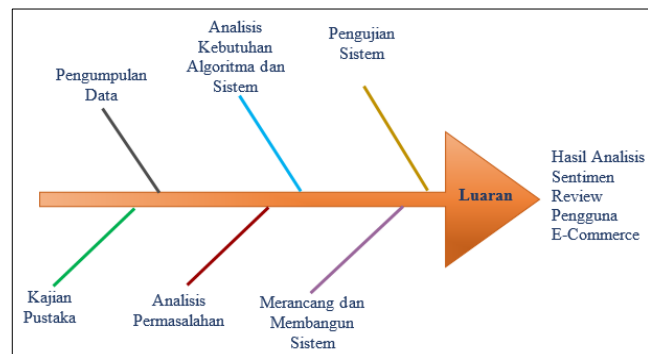 Analisis
Kebutuhan
Algoritma dan
Sistem
Pengujian
Sistem
Pengumpulan
Data
Luaran
Hasil Analisis
Sentimen
Review
Pengguna
E-Commerce
Kajian
Pustaka
Analisis
Permasalahan
Merancang dan
Membangun
Sistem